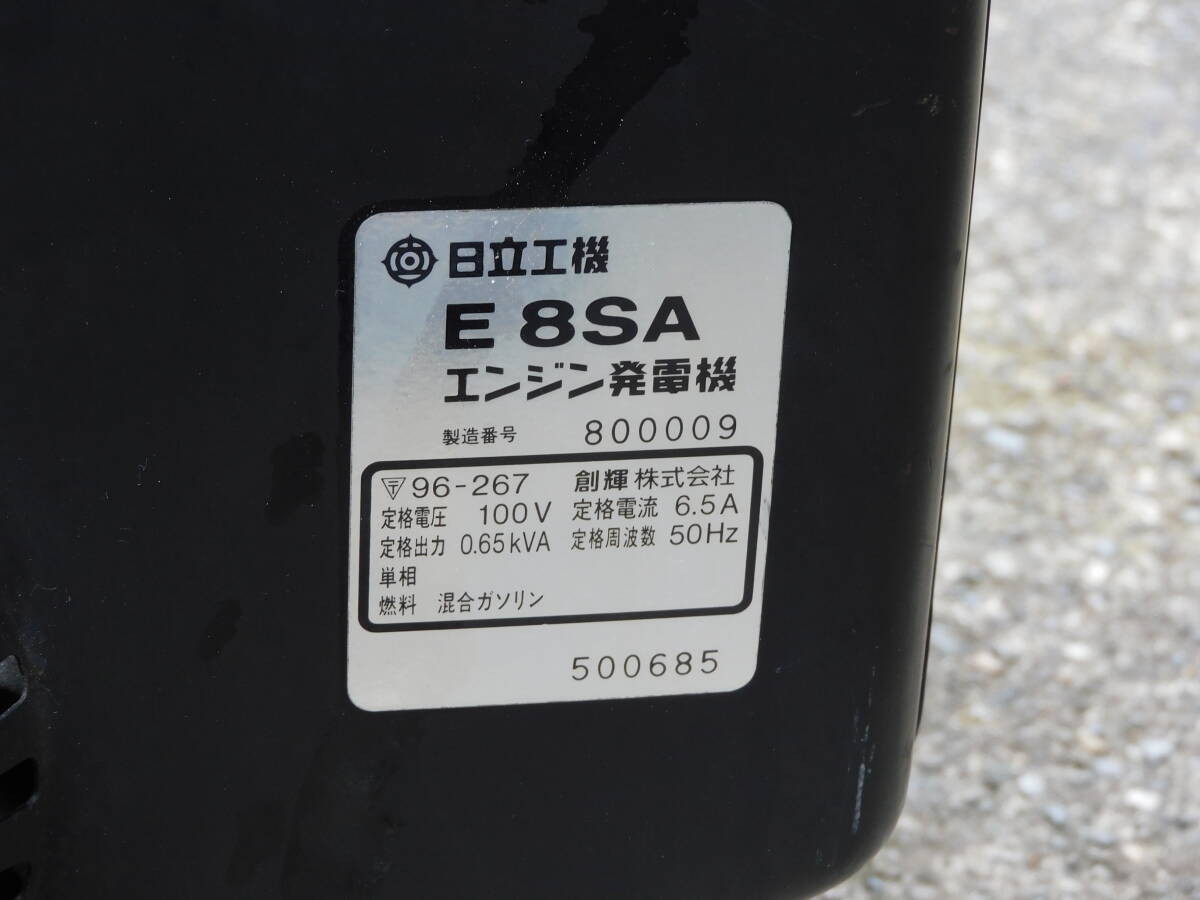 日立工機
E 8SA
エンジン発電機
製造番号 800009
〒96-267 創輝株式会社
定格電圧 100V 定格電流 6.5A
定格出力 0.65kVA 定格周波数 50Hz
単相
燃料 混合ガソリン
500685